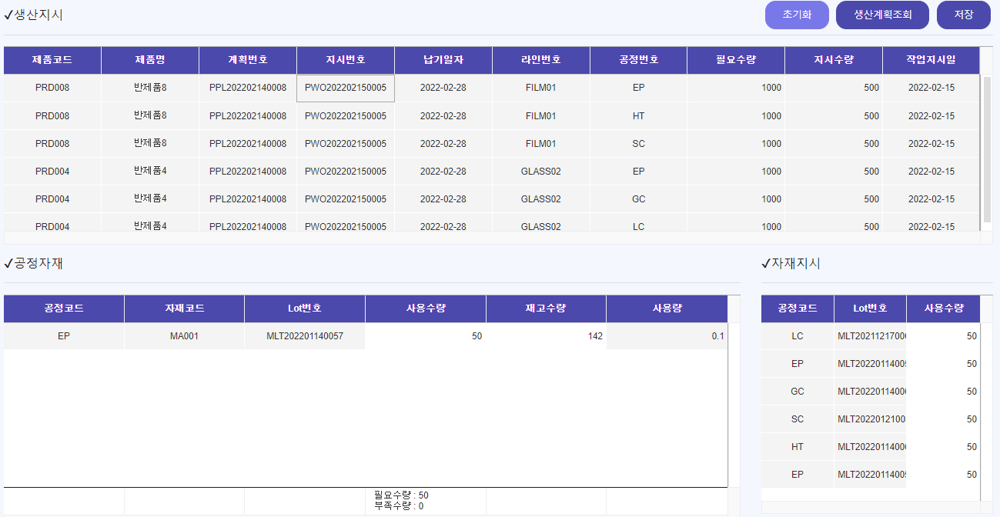 ✓생산지시
초기화 생산계획조회 저장
제품코드 제품명 계획번호 지시번호 납기일자 라인번호 공정번호 필요수량 지시수량 작업지시일
PRD008 반제품8 PPL202202140008 PWO202202150005 2022-02-28 FILM01 EP 1000 500 2022-02-15
PRD008 반제품8 PPL202202140008 PWO202202150005 2022-02-28 FILM01 HT 1000 500 2022-02-15
PRD008 반제품8 PPL202202140008 PWO202202150005 2022-02-28 FILM01 SC 1000 500 2022-02-15
PRD004 반제품4 PPL202202140008 PWO202202150005 2022-02-28 GLASS02 EP 1000 500 2022-02-15
PRD004 반제품4 PPL202202140008 PWO202202150005 2022-02-28 GLASS02 GC 1000 500 2022-02-15
PRD004 반제품4 PPL202202140008 PWO202202150005 2022-02-28 GLASS02 LC 1000 500 2022-02-15
✓공정자재
공정코드 자재코드 Lot번호 사용수량 재고수량 사용량
EP MA001 MLT202201140057 50 142 0.1
필요수량 : 50
부족수량 : 0
✓자재지시
공정코드 Lot번호 사용수량
LC MLT20211217000 50
EP MLT2022011400 50
GC MLT2022011400 50
SC MLT2022012100 50
HT MLT2022011400 50
EP MLT2022011400 50